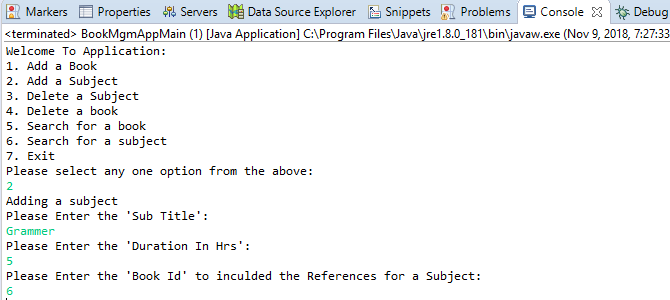 Markers Properties Servers Data Source Explorer Snippets Problems Console Debug
<terminated> BookMgmAppMain (1) [Java Application] C:\Program Files\Java\jre1.8.0_181\bin\javaw.exe (Nov 9, 2018, 7:27:33
Welcome To Application:
1. Add a Book
2. Add a Subject
3. Delete a Subject
4. Delete a book
5. Search for a book
6. Search for a subject
7. Exit
Please select any one option from the above:
2
Adding a subject
Please Enter the 'Sub Title':
Grammer
Please Enter the 'Duration In Hrs':
5
Please Enter the 'Book Id' to inculded the References for a Subject:
6